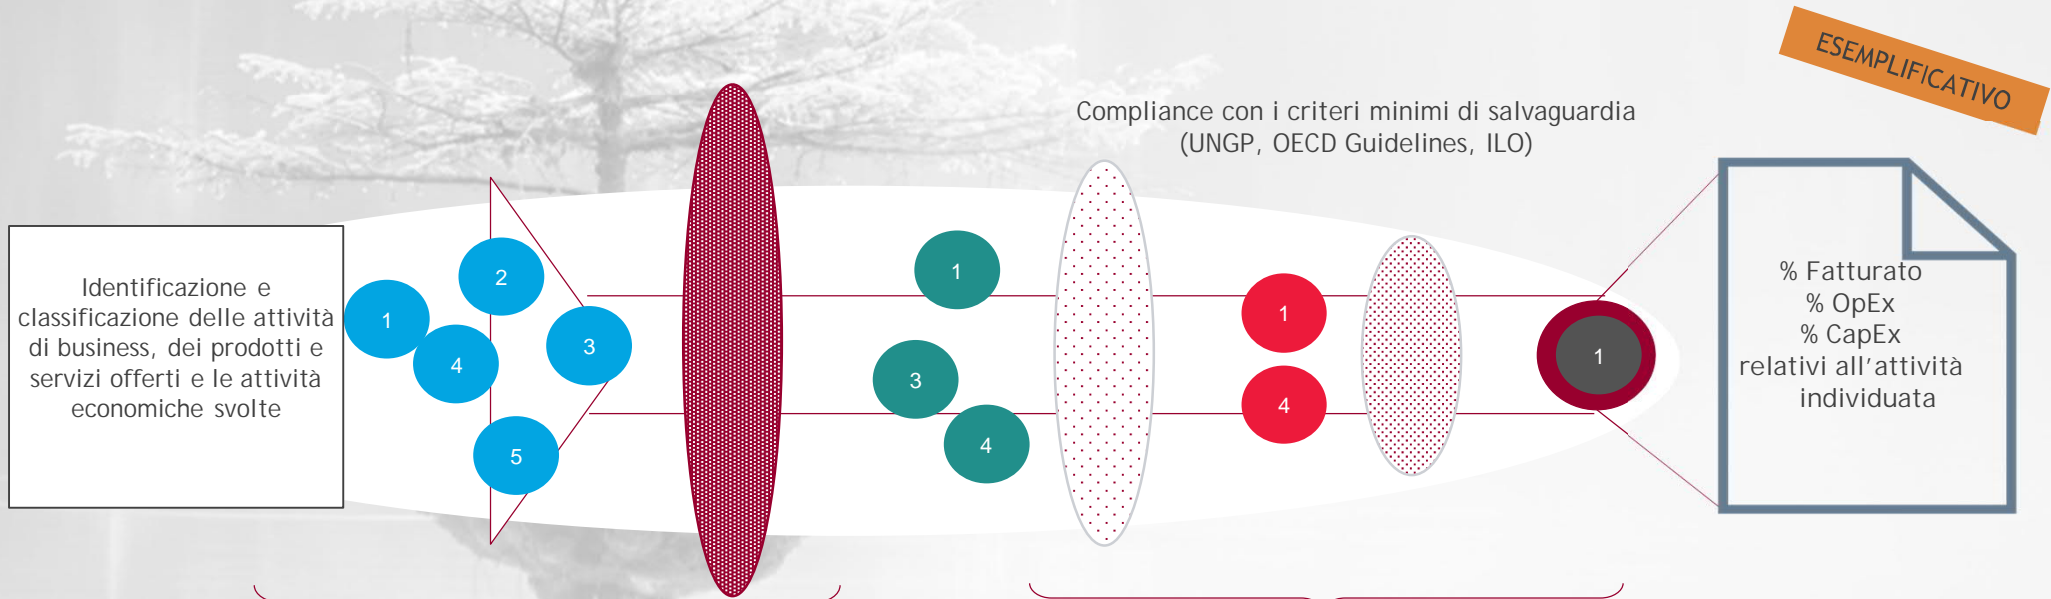 ESEMPLIFICATIVO
Compliance con i criteri minimi di salvaguardia
(UNGP, OECD Guidelines, ILO)
Identificazione e
classificazione delle attività
di business, dei prodotti e
servizi offerti e le attività
economiche svolte
1
2
4
3
5
1
3
4
1
4
1
% Fatturato
% OpEx
% CapEx
relativi all'attività
individuata